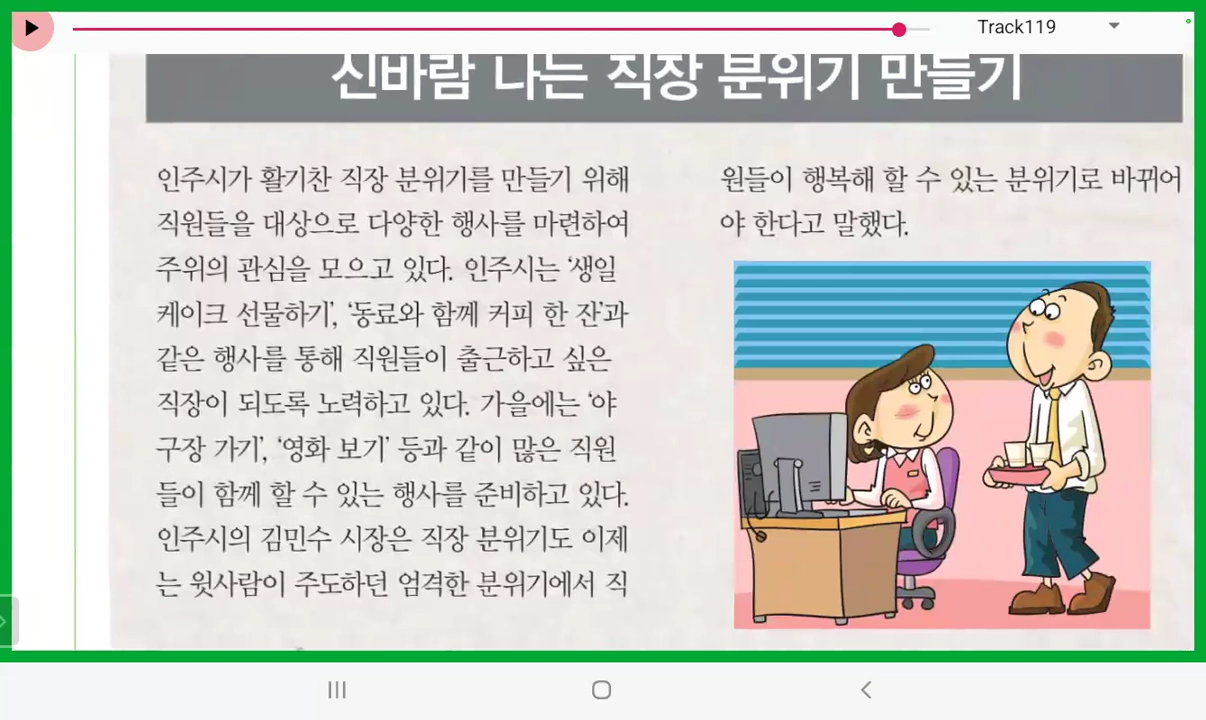 Track119
신바람 나는 직장 분위기 만들기
인주시가 활기찬 직장 분위기를 만들기 위해
직원들을 대상으로 다양한 행사를 마련하여
주위의 관심을 모으고 있다. 인주시는 ‘생일
케이크 선물하기’, ‘동료와 함께 커피 한 잔’과
같은 행사를 통해 직원들이 출근하고 싶은
직장이 되도록 노력하고 있다. 가을에는 ‘야
구장 가기’, ‘영화 보기’ 등과 같이 많은 직원
들이 함께 할 수 있는 행사를 준비하고 있다.
인주시의 김민수 시장은 직장 분위기도 이제
는 윗사람이 주도하던 엄격한 분위기에서 직
원들이 행복해 할 수 있는 분위기로 바뀌어
야 한다고 말했다.